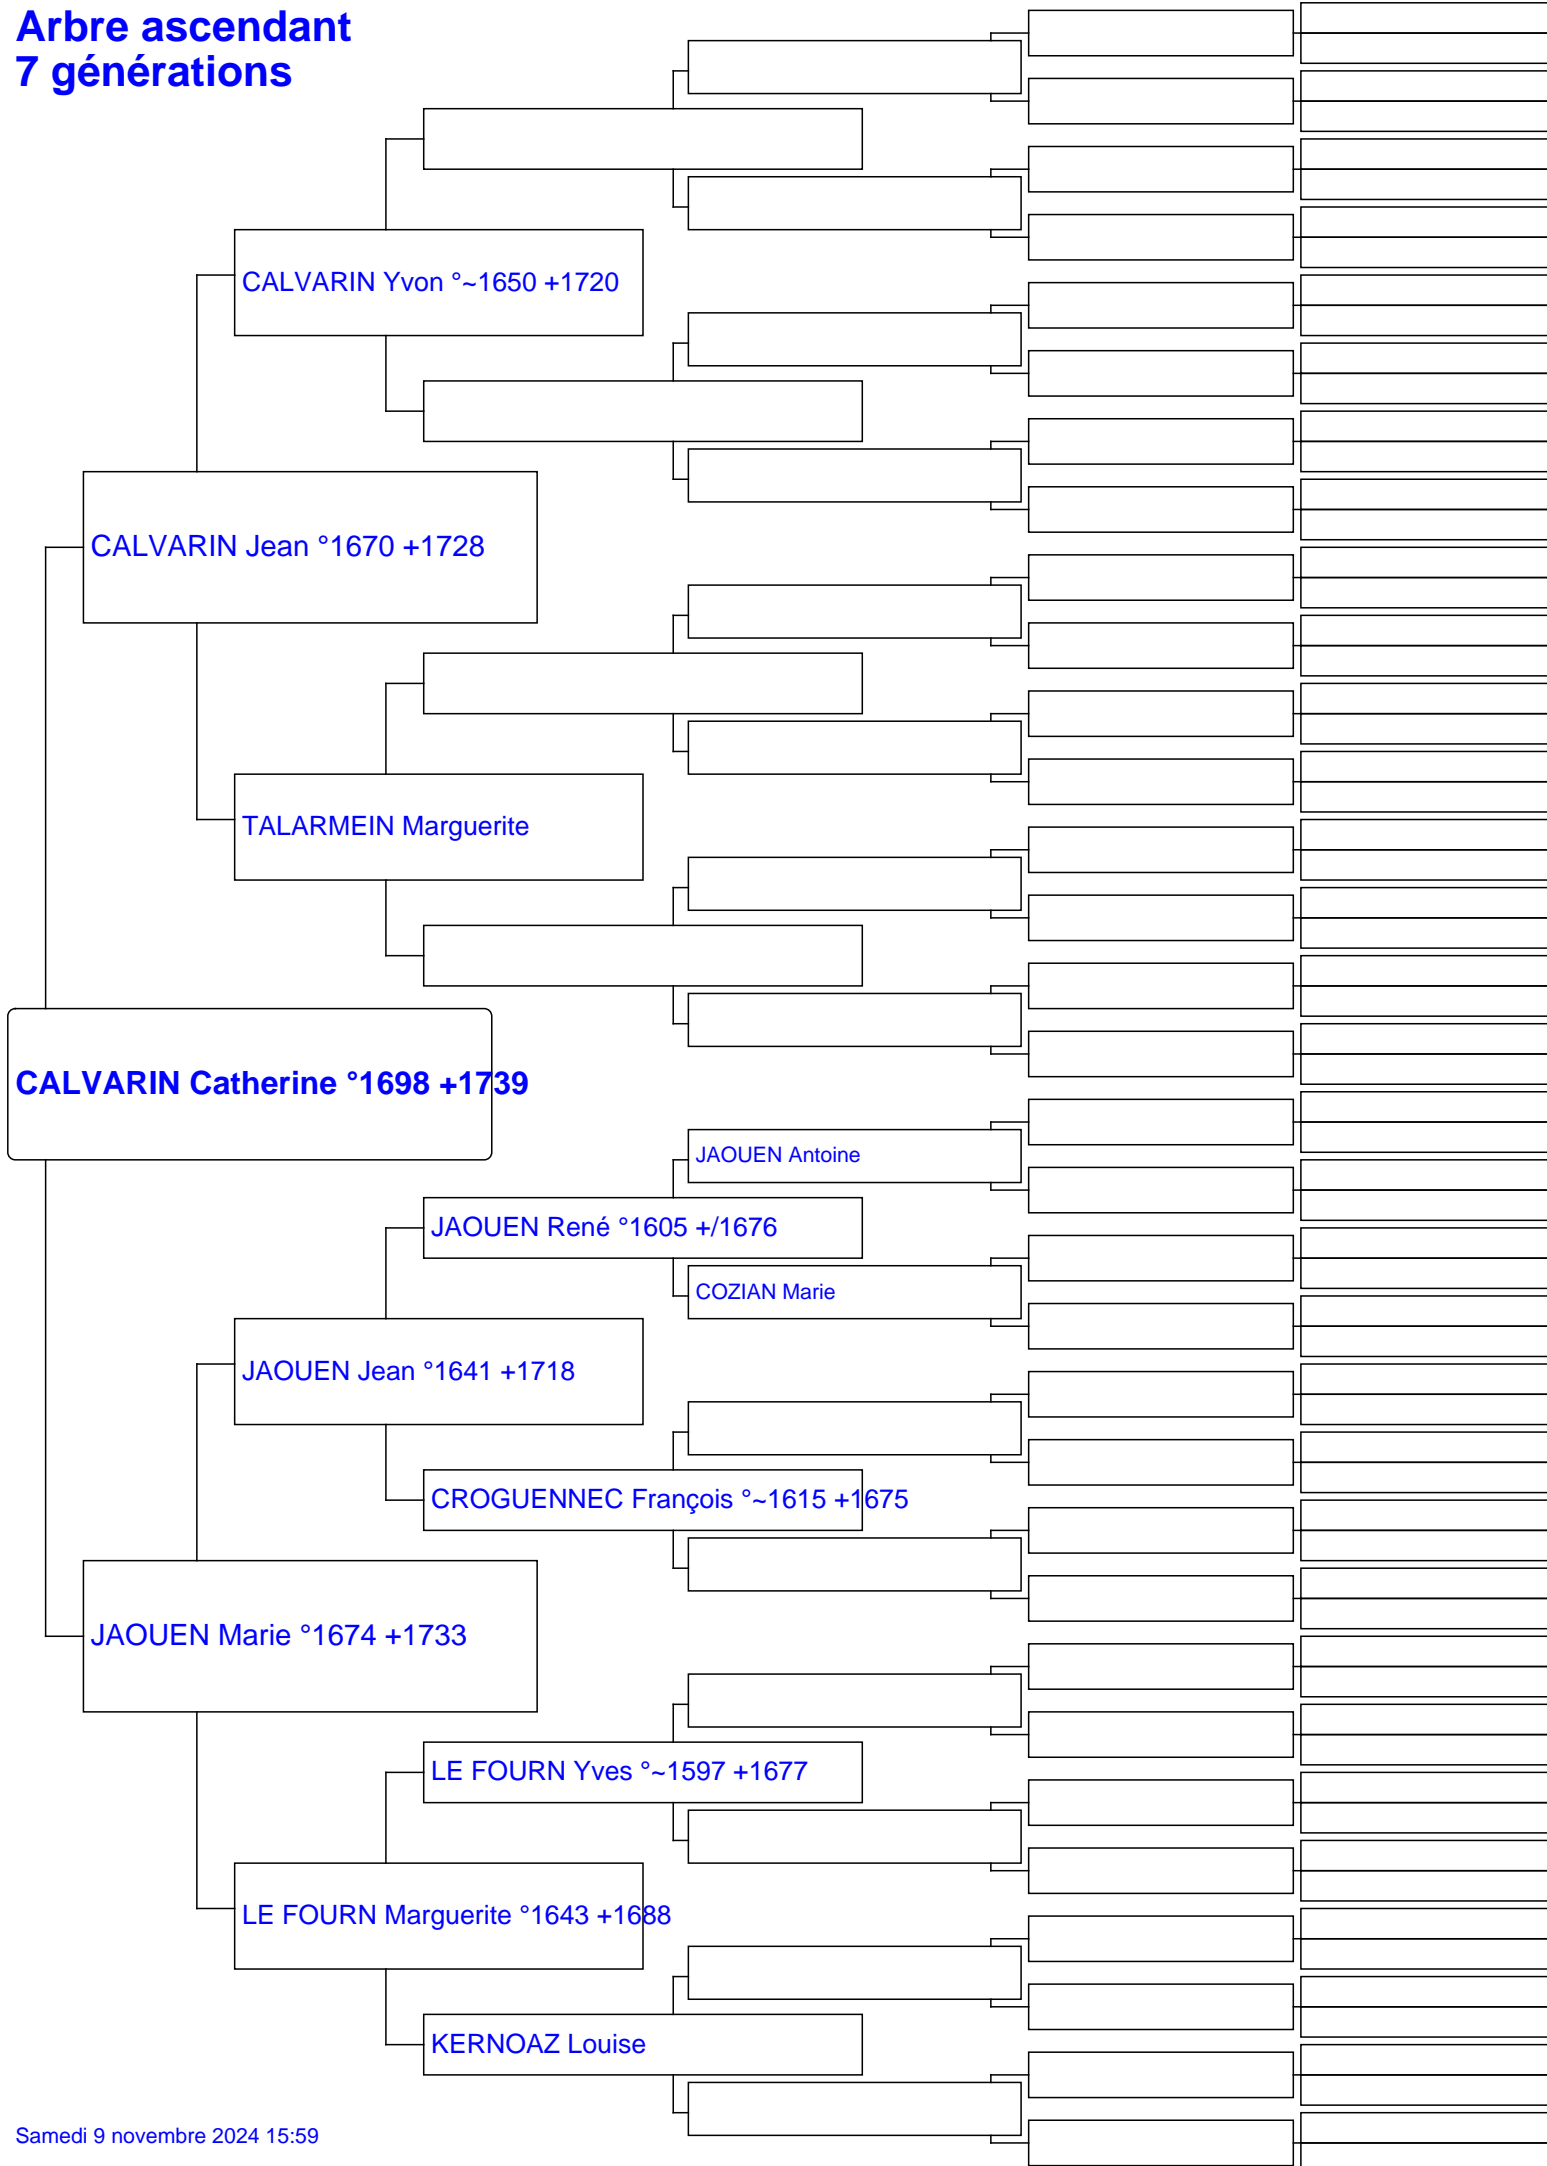 Arbre ascendant
7 générations
CALVARIN Yvon °~1650 +1720
CALVARIN Jean °1670 +1728
TALARMEIN Marguerite
CALVARIN Catherine °1698 +1739
JAOUEN Antoine
JAOUEN René °1605 +/1676
COZIAN Marie
JAOUEN Jean °1641 +1718
CROGUENNEC François °~1615 +1675
JAOUEN Marie °1674 +1733
LE FOURN Yves °~1597 +1677
LE FOURN Marguerite °1643 +1688
KERNOAZ Louise
Samedi 9 novembre 2024 15:59